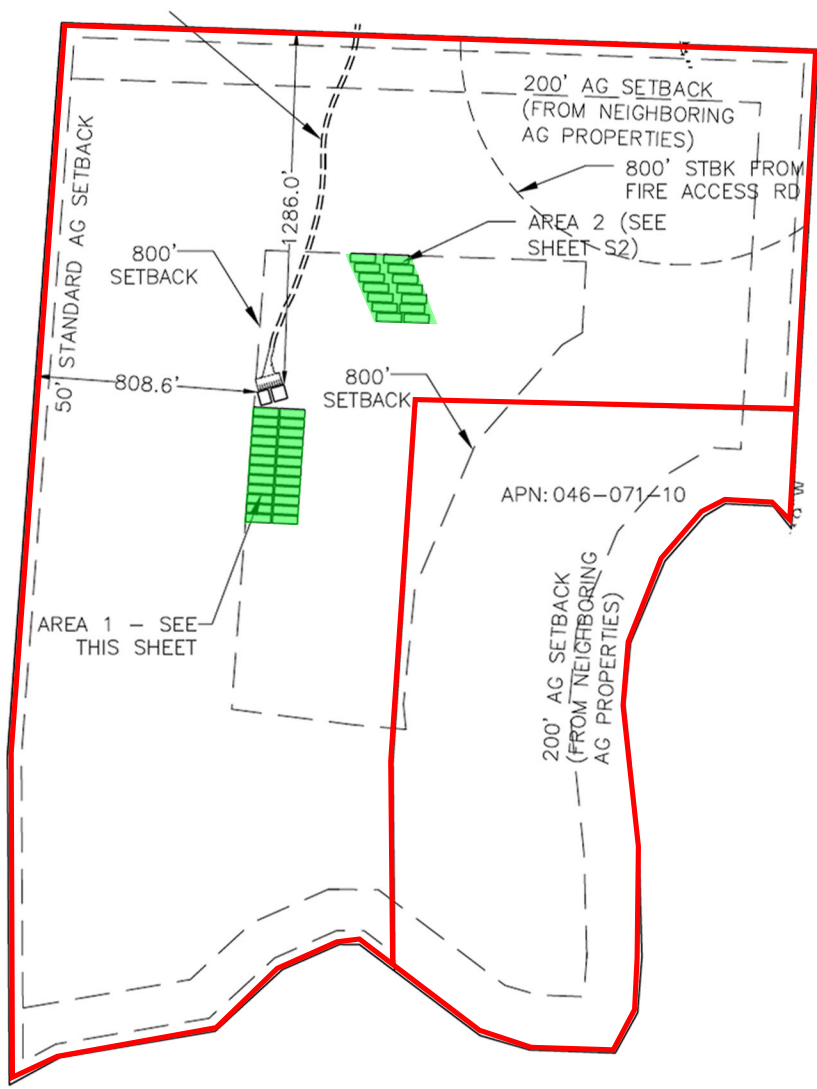 200' AG SETBACK
(FROM NEIGHBORING
AG PROPERTIES)
800' STBK FROM
FIRE ACCESS RD
50' STANDARD AG SETBACK
1286.0'
AREA 2 (SEE
SHEET S2)
800'
SETBACK
808.6'
800'
SETBACK
APN: 046-071-10
AREA 1 – SEE
THIS SHEET
200' AG SETBACK
(FROM NEIGHBORING
AG PROPERTIES)